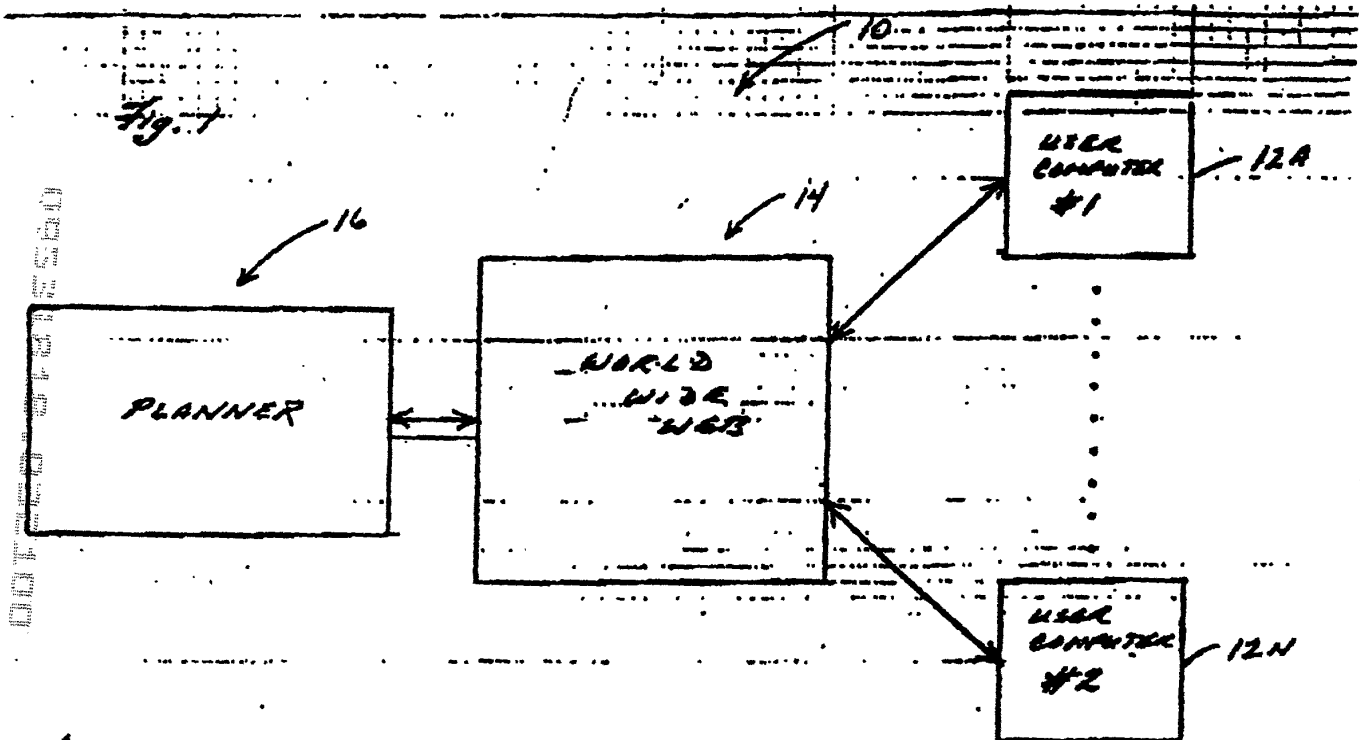 10
Fig. 1
USER
COMPUTER
#1
12A
14
16
WORLD
WIDE
WEB
PLANNER
USER
COMPUTER
#2
12N